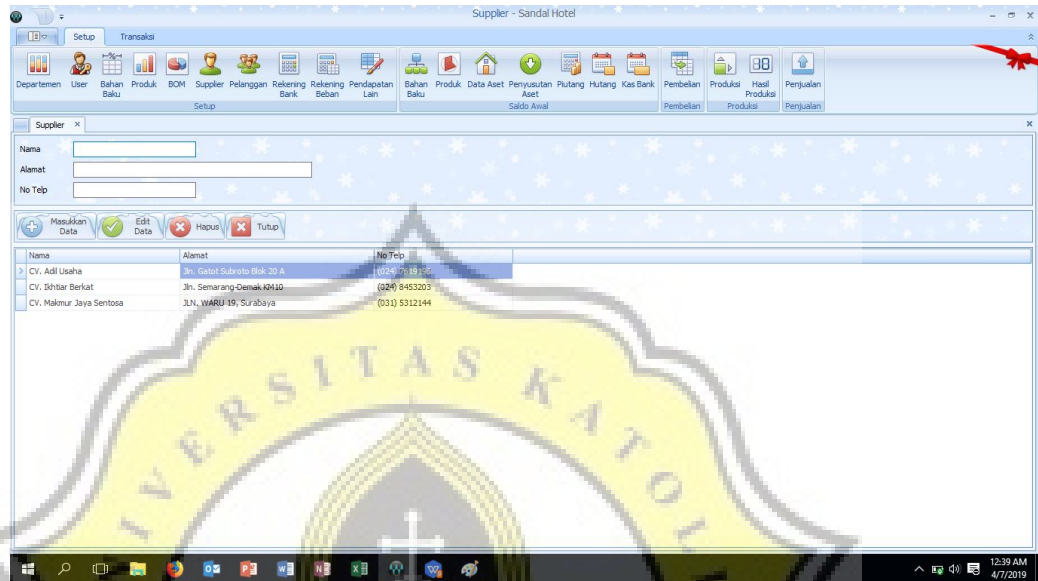 Supplier - Sandal Hotel
Setup Transaksi
Departemen User Bahan Baku Produk BOM Supplier Pelanggan Rekening Bank Rekening Beban Pendapatan Lain Bahan Baku Produk Data Aset Penyusutan Aset Piutang Hutang Kas Bank Pembelian Produksi Hasil Produksi Penjualan
Setup Saldo Awal Pembelian Produksi Penjualan
Supplier
Nama
Alamat
No Telp
Masukkan Data Edit Data Hapus Tutup
Nama Alamat No Telp
CV. Adil Usaha Jln. Gatot Subroto Blok 20 A (024) 7619196
CV. Ikhtiar Berkat Jln. Semarang-Demak KM10 (024) 8453203
CV. Makmur Jaya Sentosa JLN. WARU 19, Surabaya (031) 5312144
VERSITAS KATOL
12:39 AM
4/7/2019